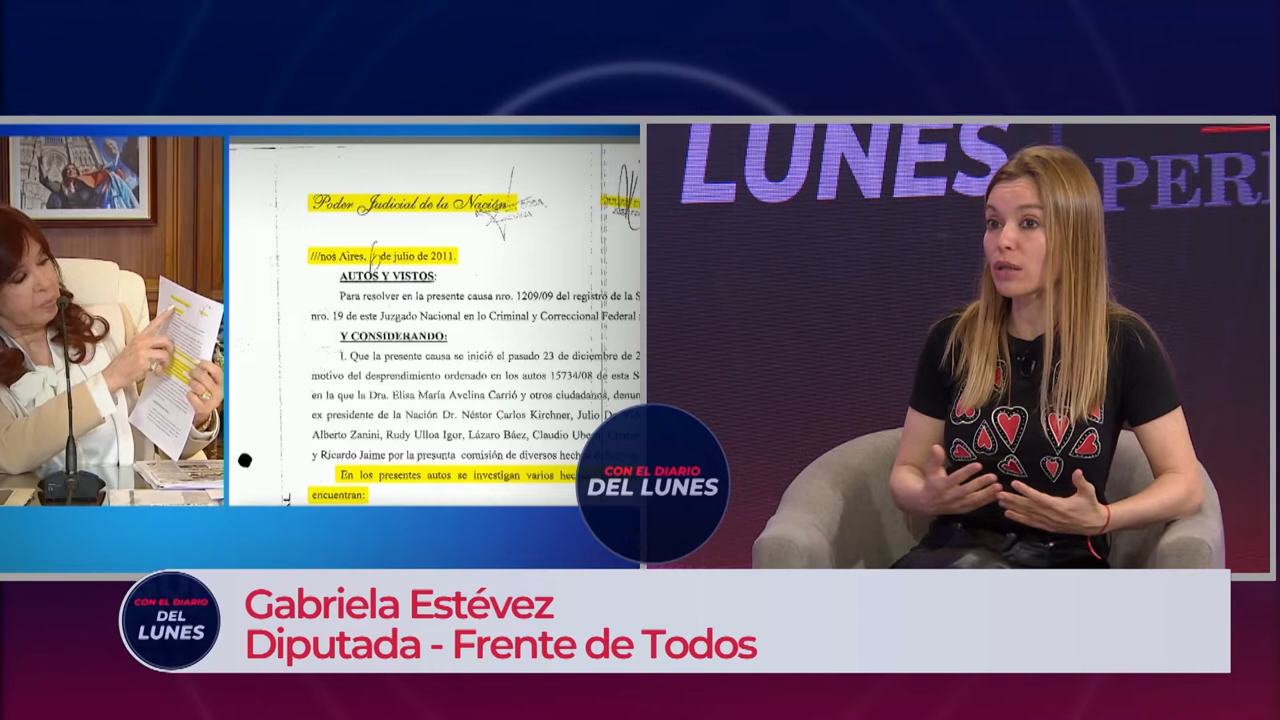 LUNES
PERI
Poder Judicial de la Nación
///nos Aires, de julio de 2011.
AUTOS Y VISTOS:
Para resolver en la presente causa nro. 1209/09 del registro de la S
nro. 19 de este Juzgado Nacional en lo Criminal y Correccional Federal
Y CONSIDERANDO:
I. Que la presente causa se inició el pasado 23 de diciembre de 2
motivo del desprendimiento ordenado en los autos 15734/08 de esta S
en la que la Dra. Elisa María Avelina Carrió y otros ciudadanos, denun
ex presidente de la Nación Dr. Néstor Carlos Kirchner, Julio De
Alberto Zanini, Rudy Ulloa Igor, Lázaro Báez, Claudio
y Ricardo Jaime por la presunta comisión de diversos
En los presentes autos se investigan varios
encuentran:
CON EL DIARIO
DEL LUNES
CON EL DIARIO
DEL
LUNES
Gabriela Estévez
Diputada - Frente de Todos